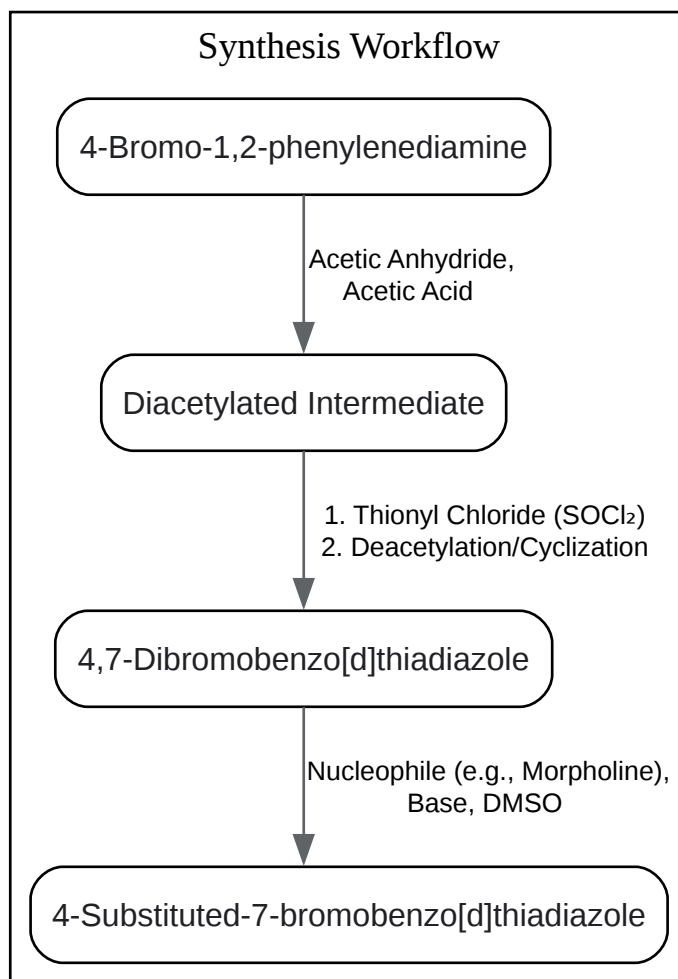 Synthesis Workflow
4-Bromo-1,2-phenylenediamine
Acetic Anhydride,
Acetic Acid
Diacetylated Intermediate
1. Thionyl Chloride (SOCl₂)
2. Deacetylation/Cyclization
4,7-Dibromobenzo[d]thiadiazole
Nucleophile (e.g., Morpholine),
Base, DMSO
4-Substituted-7-bromobenzo[d]thiadiazole